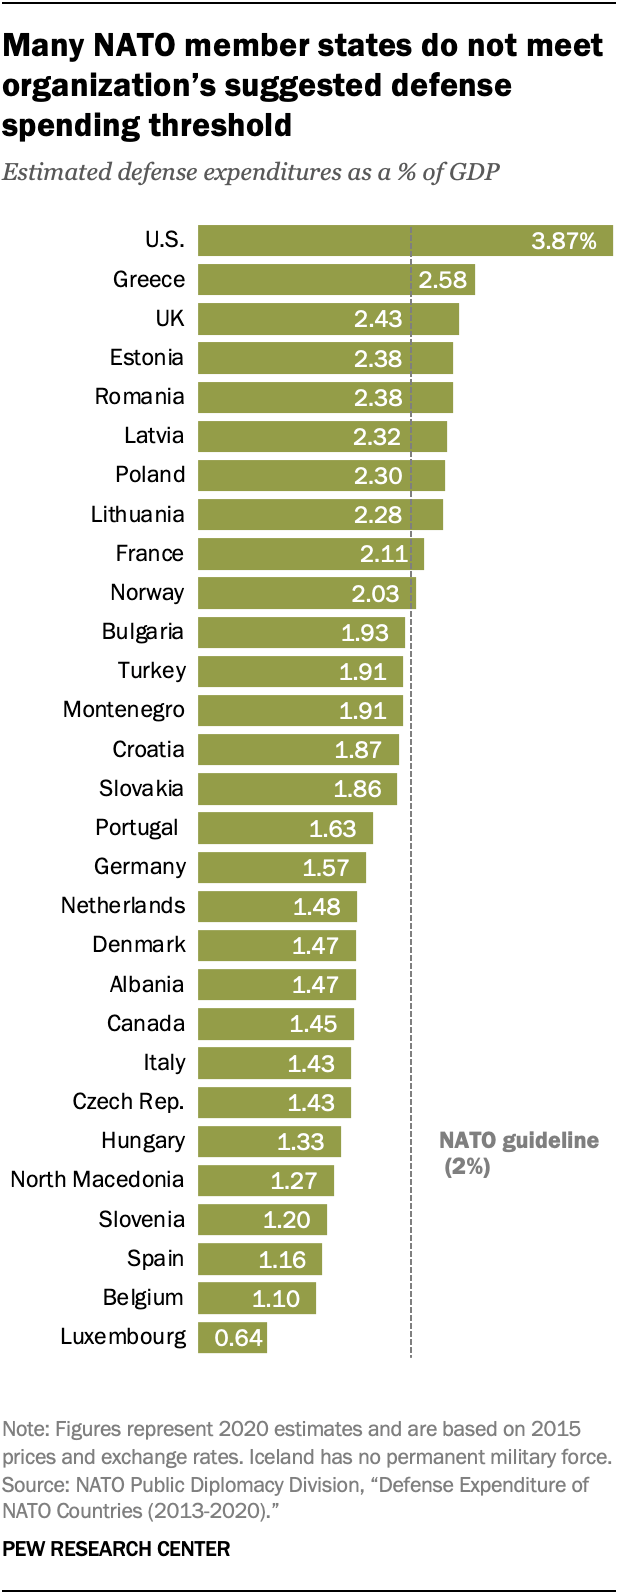 Many NATO member states do not meet
organization’s suggested defense
spending threshold
Estimated defense expenditures as a % of GDP
U.S. 3.87%
Greece 2.58
UK 2.43
Estonia 2.38
Romania 2.38
Latvia 2.32
Poland 2.30
Lithuania 2.28
France 2.11
Norway 2.03
Bulgaria 1.93
Turkey 1.91
Montenegro 1.91
Croatia 1.87
Slovakia 1.86
Portugal 1.63
Germany 1.57
Netherlands 1.48
Denmark 1.47
Albania 1.47
Canada 1.45
Italy 1.43
Czech Rep. 1.43
Hungary 1.33
NATO guideline
(2%)
North Macedonia 1.27
Slovenia 1.20
Spain 1.16
Belgium 1.10
Luxembourg 0.64
Note: Figures represent 2020 estimates and are based on 2015
prices and exchange rates. Iceland has no permanent military force.
Source: NATO Public Diplomacy Division, “Defense Expenditure of
NATO Countries (2013-2020).”
PEW RESEARCH CENTER